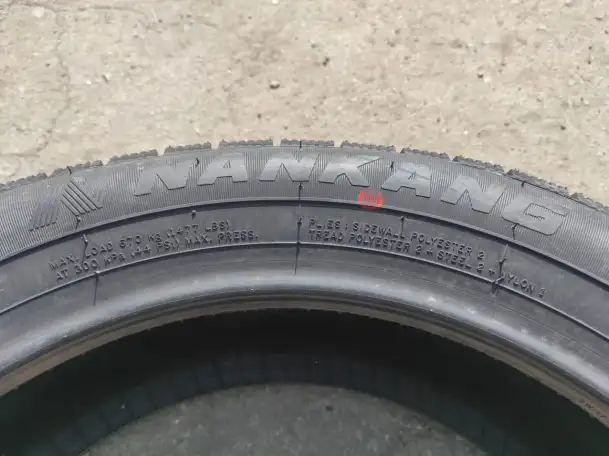 NANKANG
MAX. LOAD 670 KG (1477 LBS)
AT 300 KPA (44 PSI) MAX. PRESS.
PLIES : SIDEWALL POLYESTER 2
TREAD POLYESTER 2 + STEEL 2 + NYLON 1